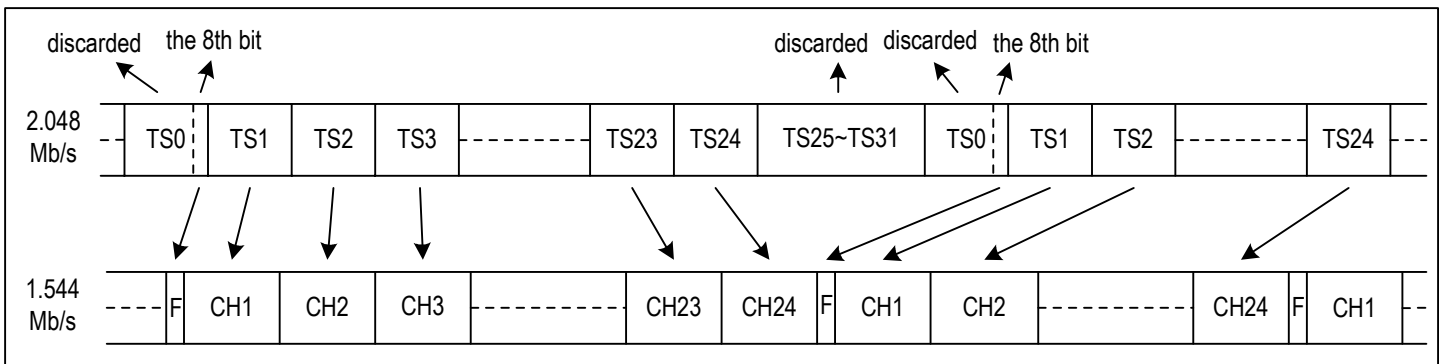 discarded the 8th bit discarded discarded the 8th bit
2.048 Mb/s TS0 TS1 TS2 TS3 TS23 TS24 TS25~TS31 TS0 TS1 TS2 TS24
1.544 Mb/s F CH1 CH2 CH3 CH23 CH24 F CH1 CH2 CH24 F CH1